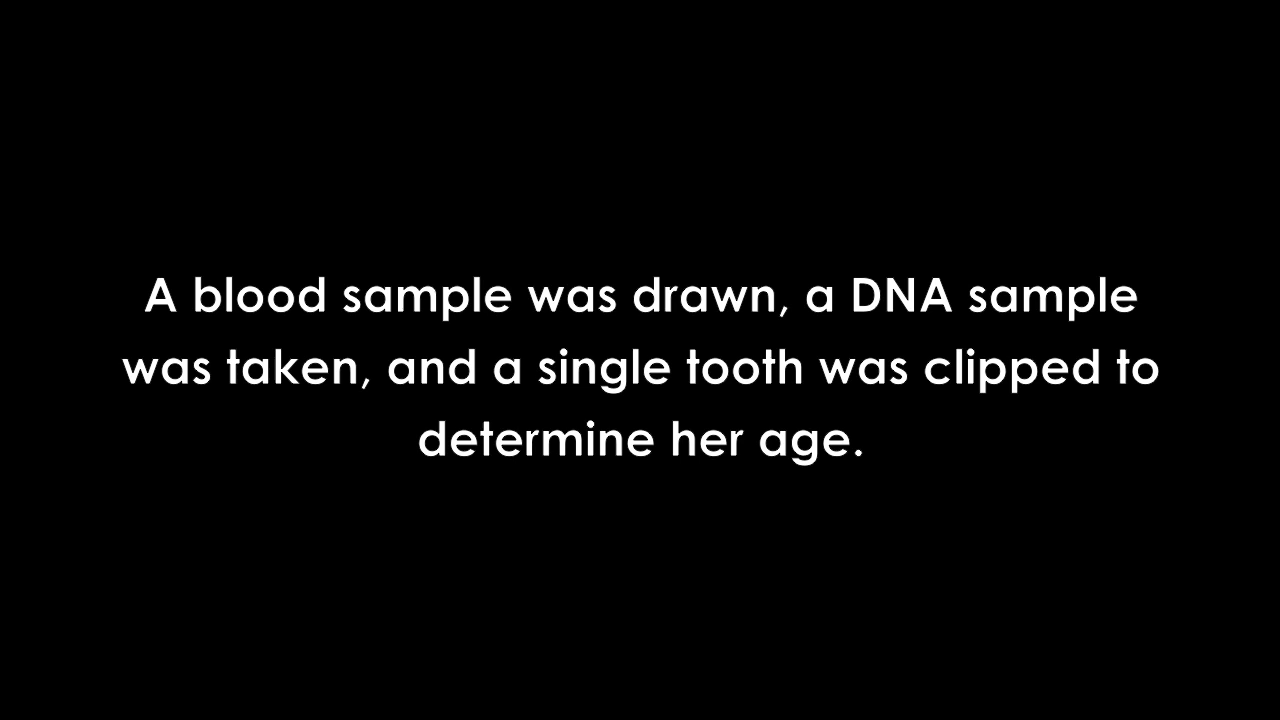 A blood sample was drawn, a DNA sample
was taken, and a single tooth was clipped to
determine her age.